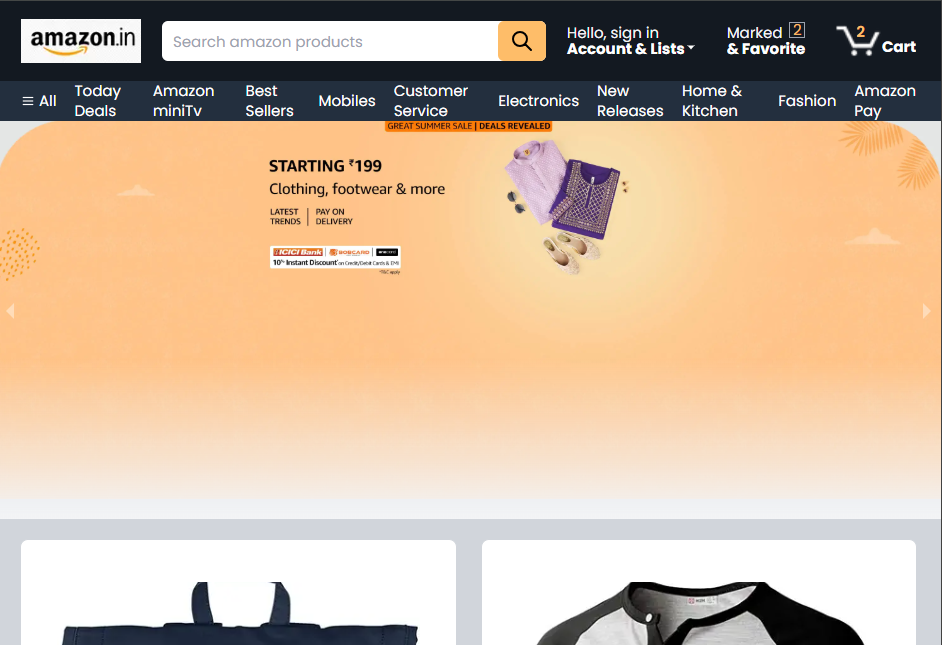 amazon.in
Search amazon products
Hello, sign in
Account & Lists
Marked 2
& Favorite
2
Cart
All
Today
Deals
Amazon
miniTv
Best
Sellers
Mobiles
Customer
Service
Electronics
New
Releases
Home &
Kitchen
Fashion
Amazon
Pay
GREAT SUMMER SALE | DEALS REVEALED
STARTING ₹199
Clothing, footwear & more
LATEST
TRENDS
PAY ON
DELIVERY
ICICI Bank
BOBCARD
10% Instant Discount* on Credit/Debit Cards & EMI
*T&C apply